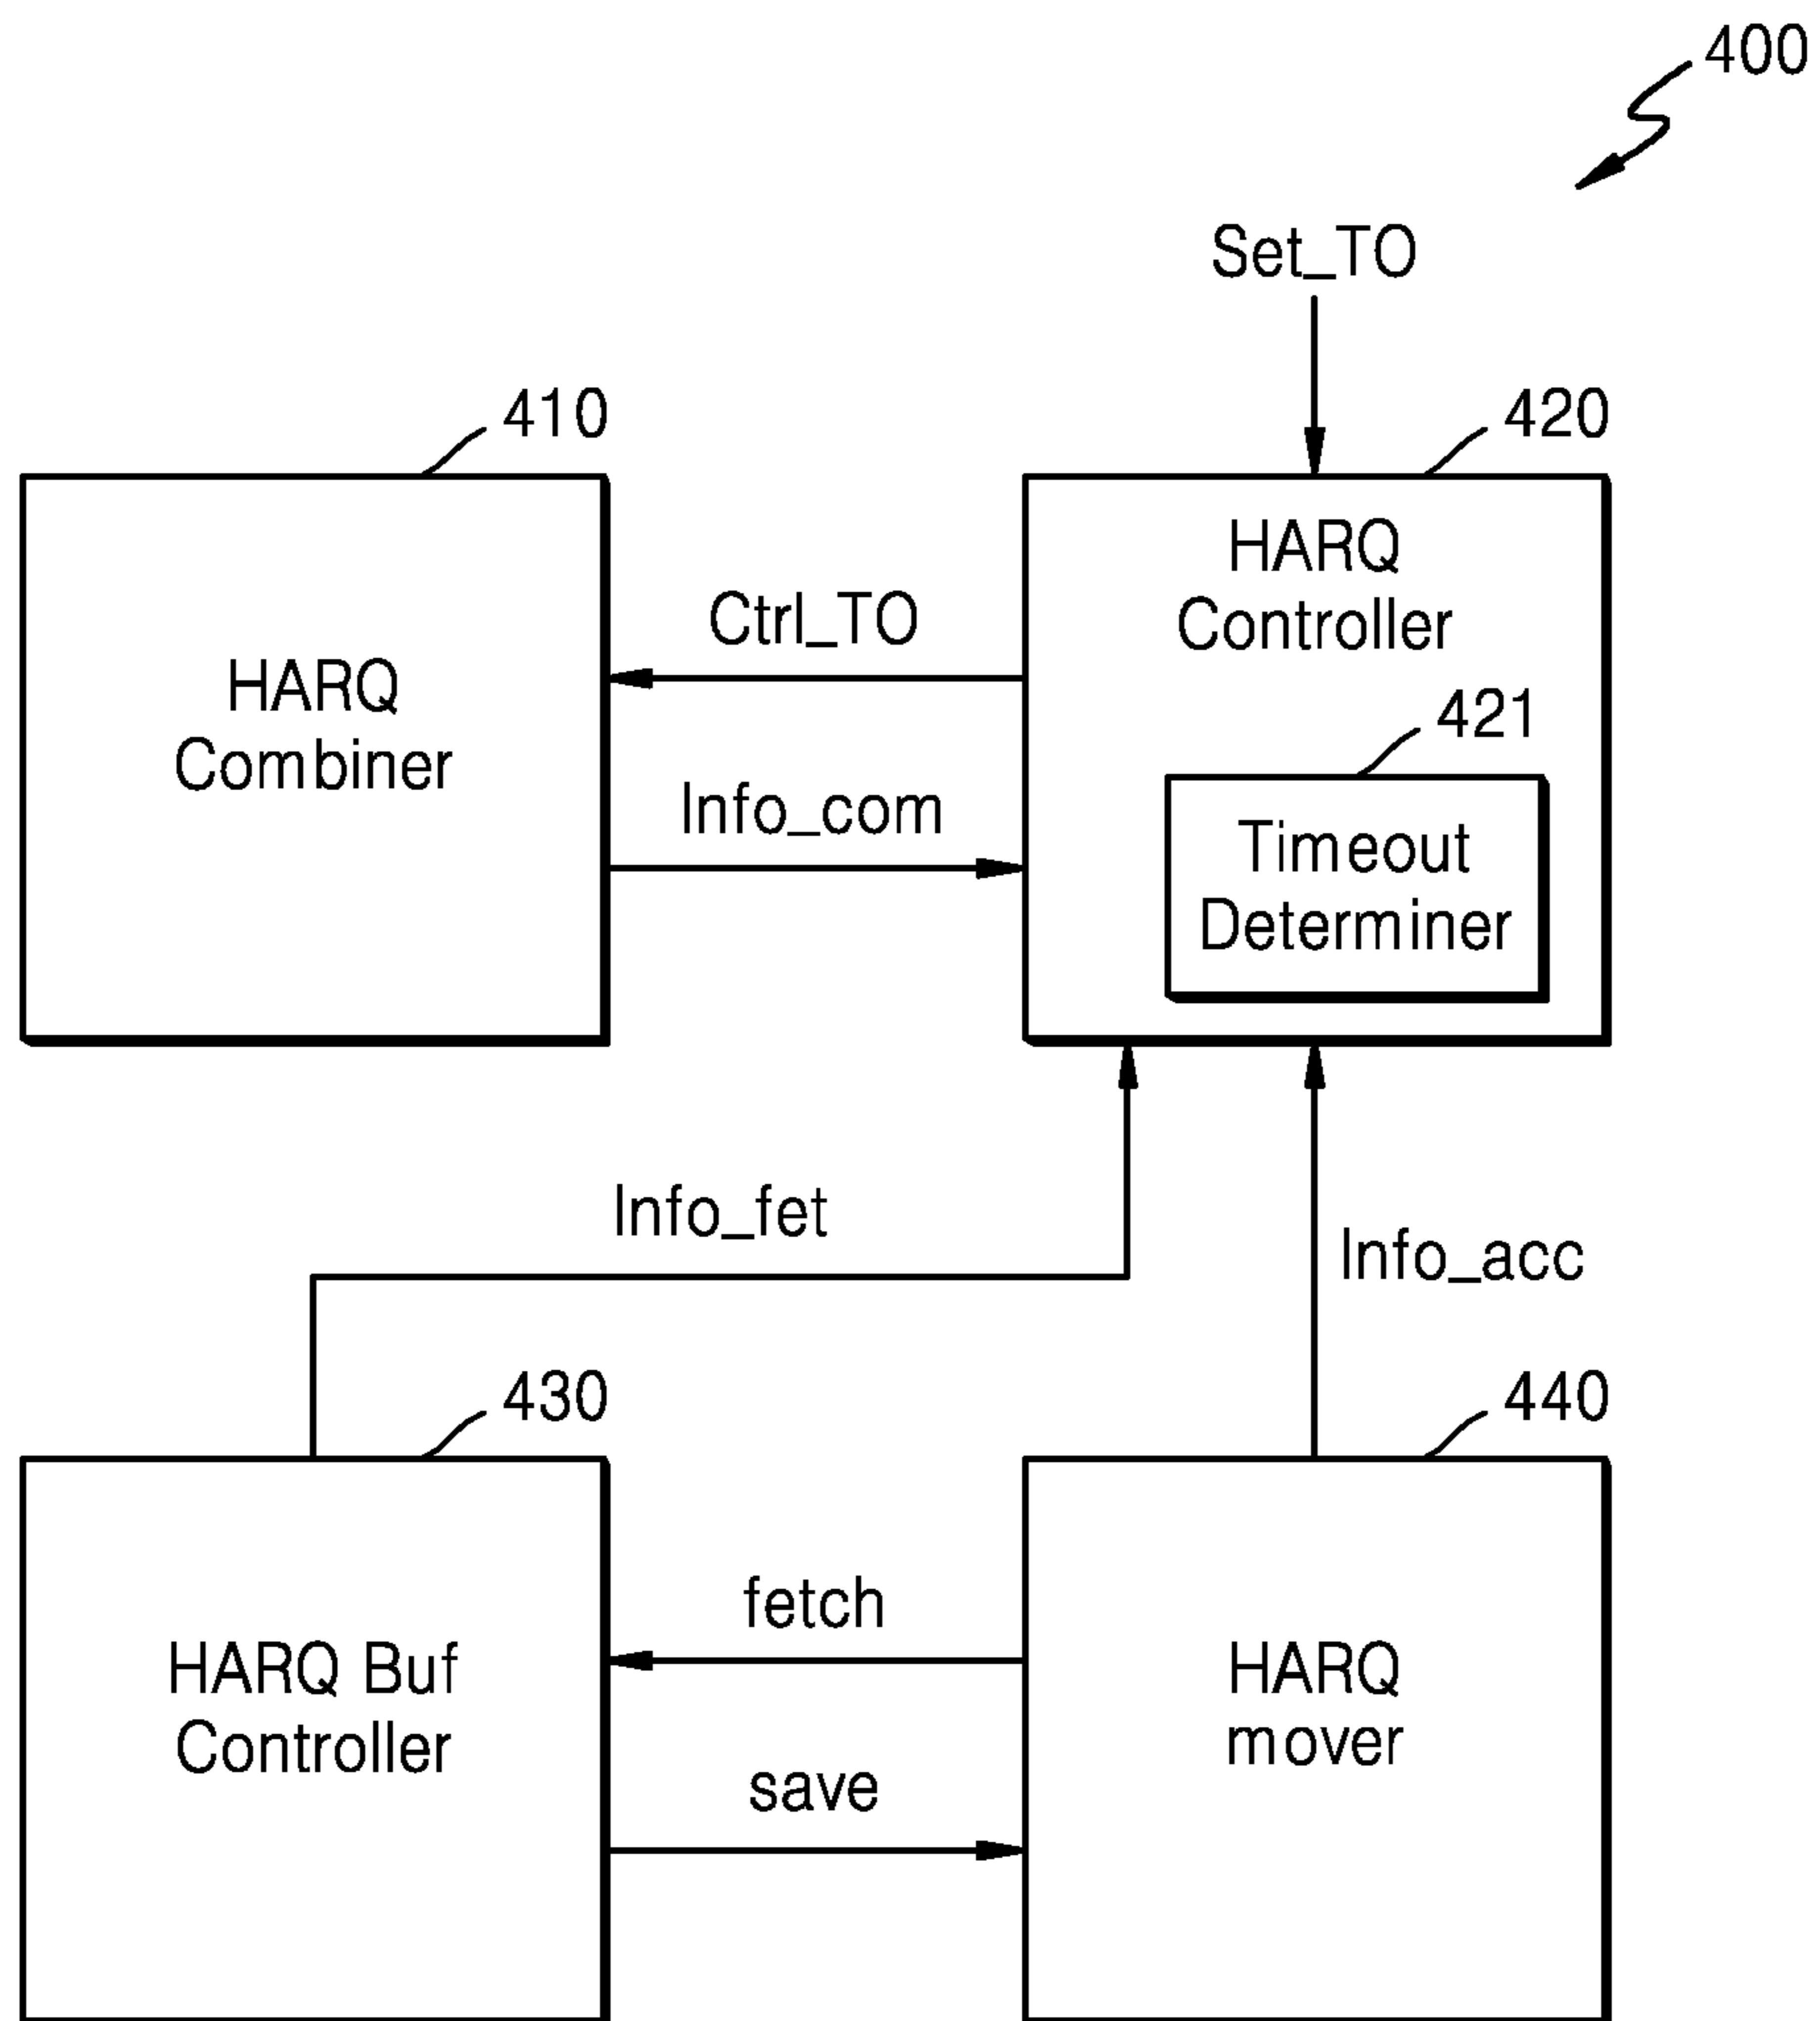 400
Set_TO
410
420
HARQ
Controller
Ctrl_TO
HARQ
Combiner
421
Info_com
Timeout
Determiner
Info_fet
Info_acc
430
440
fetch
HARQ Buf
Controller
HARQ
mover
save